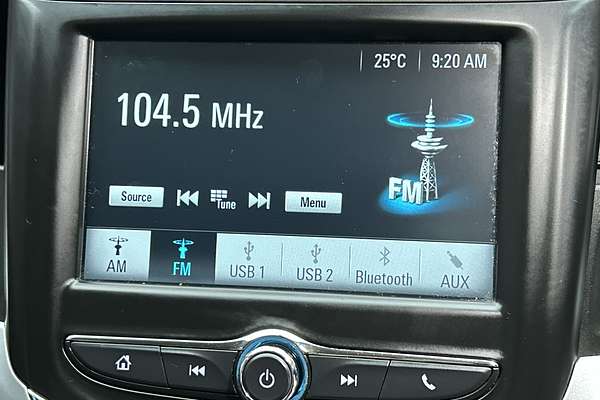 25°C 9:20 AM
104.5 MHz
FM
Source Tune Menu
AM FM USB 1 USB 2 Bluetooth AUX